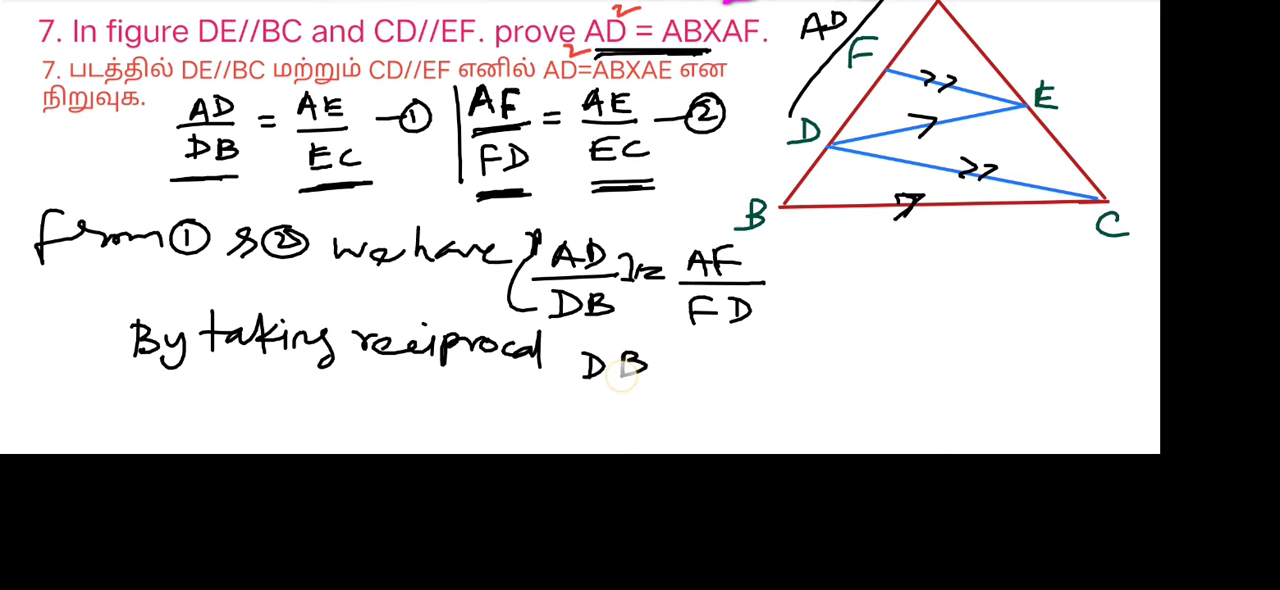 7. In figure DE//BC and CD//EF. prove AD² = ABXAF.
7. படத்தில் DE//BC மற்றும் CD//EF எனில் AD²=ABXAE என
நிறுவுக.
AD/DB = AE/EC —① | AF/FD = AE/EC —②
From ① & ② we have AD/DB = AF/FD
By taking reciprocal DB
AD
F
E
D
B
C